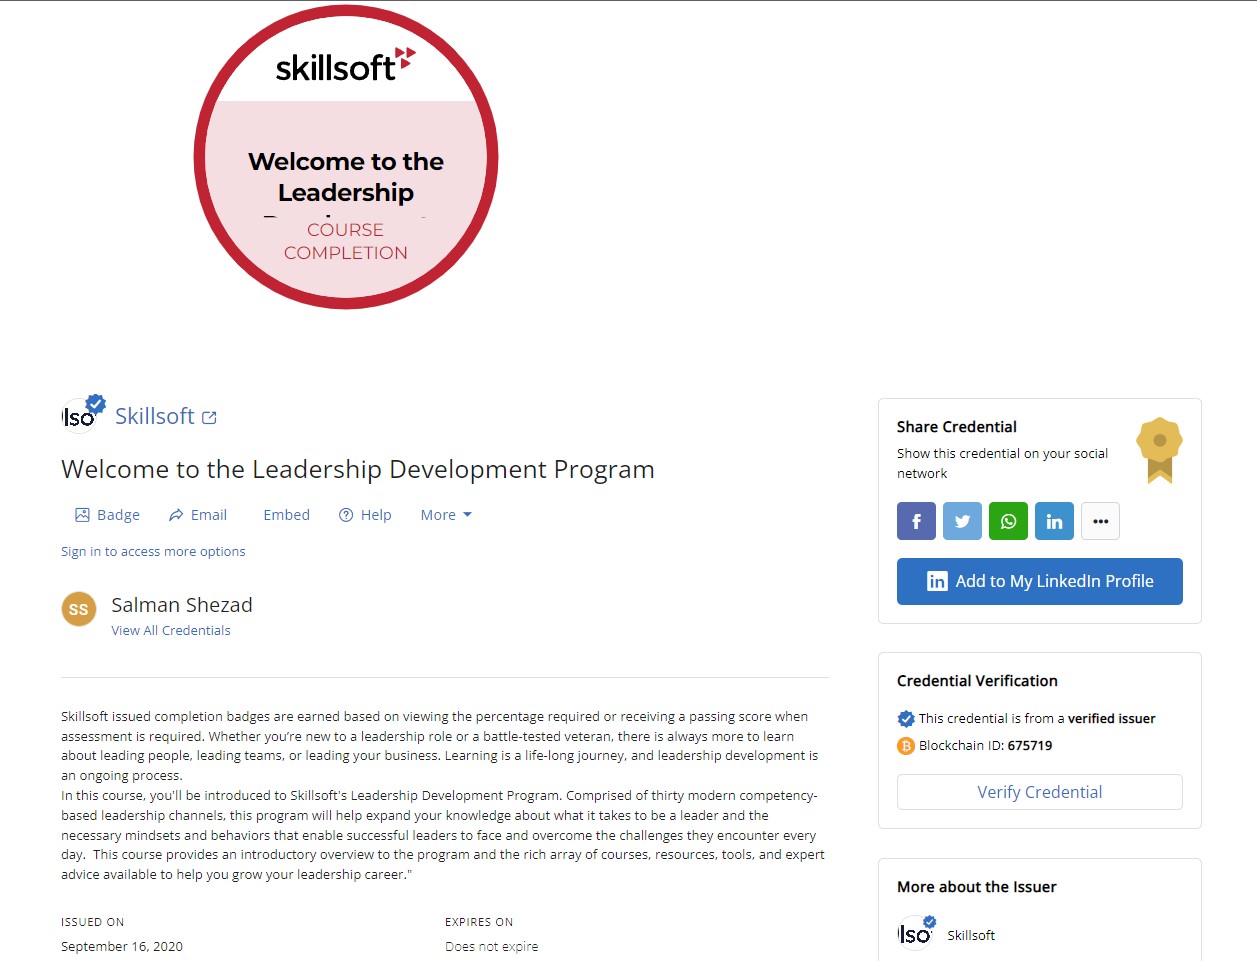 skillsoft
Welcome to the
Leadership
COURSE
COMPLETION
lso
Skillsoft
Welcome to the Leadership Development Program
Badge Email Embed Help More
Sign in to access more options
SS
Salman Shezad
View All Credentials
Skillsoft issued completion badges are earned based on viewing the percentage required or receiving a passing score when
assessment is required. Whether you’re new to a leadership role or a battle-tested veteran, there is always more to learn
about leading people, leading teams, or leading your business. Learning is a life-long journey, and leadership development is
an ongoing process.
In this course, you'll be introduced to Skillsoft's Leadership Development Program. Comprised of thirty modern competency-
based leadership channels, this program will help expand your knowledge about what it takes to be a leader and the
necessary mindsets and behaviors that enable successful leaders to face and overcome the challenges they encounter every
day.  This course provides an introductory overview to the program and the rich array of courses, resources, tools, and expert
advice available to help you grow your leadership career."
ISSUED ON
September 16, 2020
EXPIRES ON
Does not expire
Share Credential
Show this credential on your social
network
Add to My LinkedIn Profile
Credential Verification
This credential is from a verified issuer
Blockchain ID: 675719
Verify Credential
More about the Issuer
lso
Skillsoft